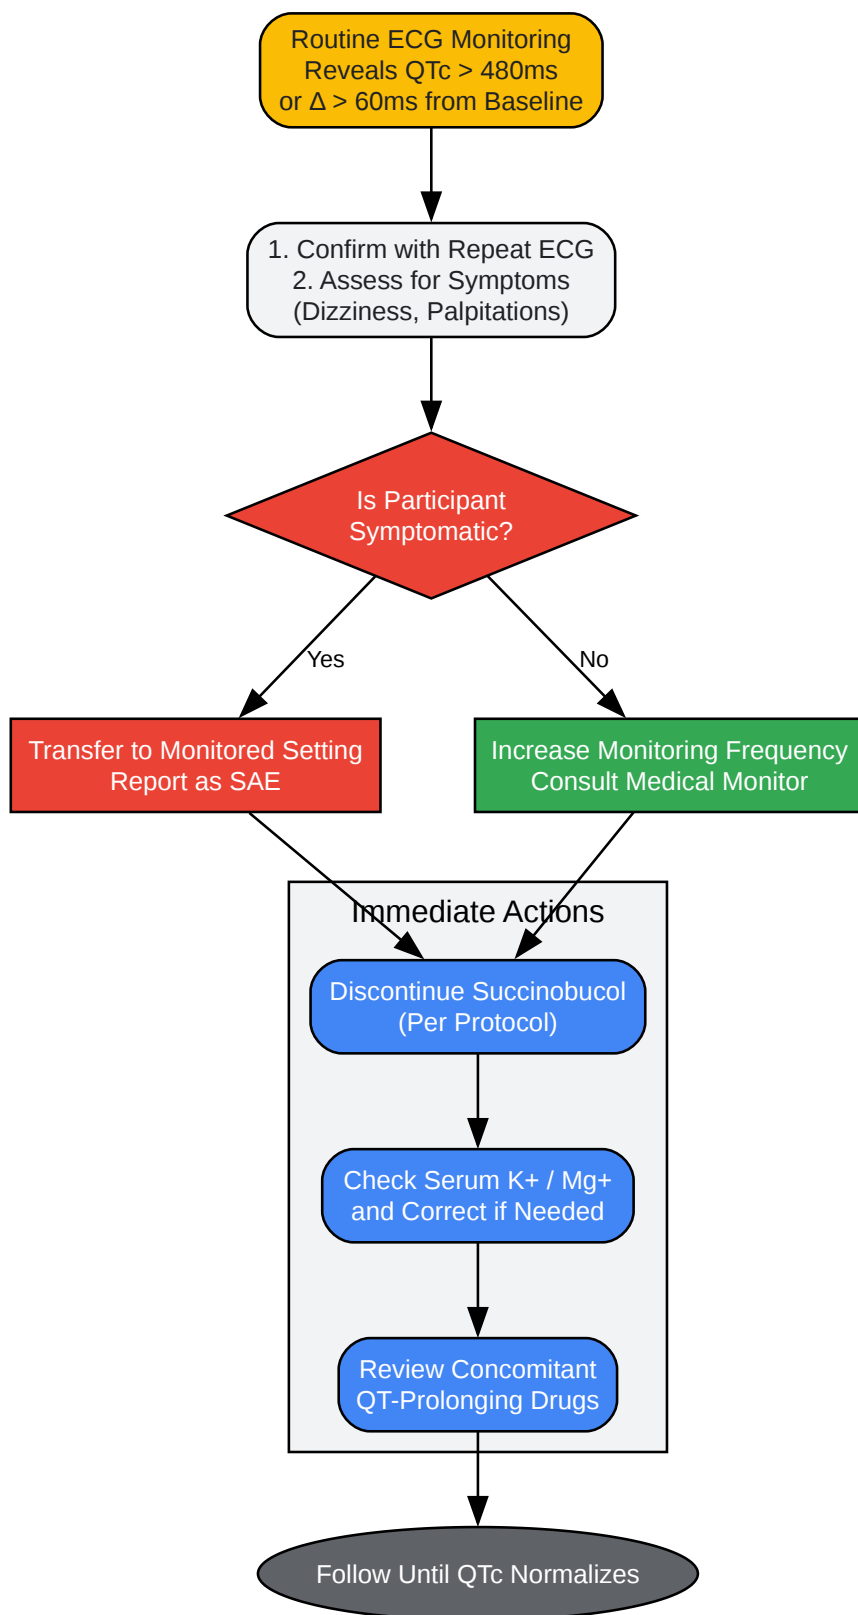 Routine ECG Monitoring
Reveals QTc > 480ms
or Δ > 60ms from Baseline
1. Confirm with Repeat ECG
2. Assess for Symptoms
(Dizziness, Palpitations)
Is Participant
Symptomatic?
Yes
No
Transfer to Monitored Setting
Report as SAE
Increase Monitoring Frequency
Consult Medical Monitor
Immediate Actions
Discontinue Succinobucol
(Per Protocol)
Check Serum K+ / Mg+
and Correct if Needed
Review Concomitant
QT-Prolonging Drugs
Follow Until QTc Normalizes